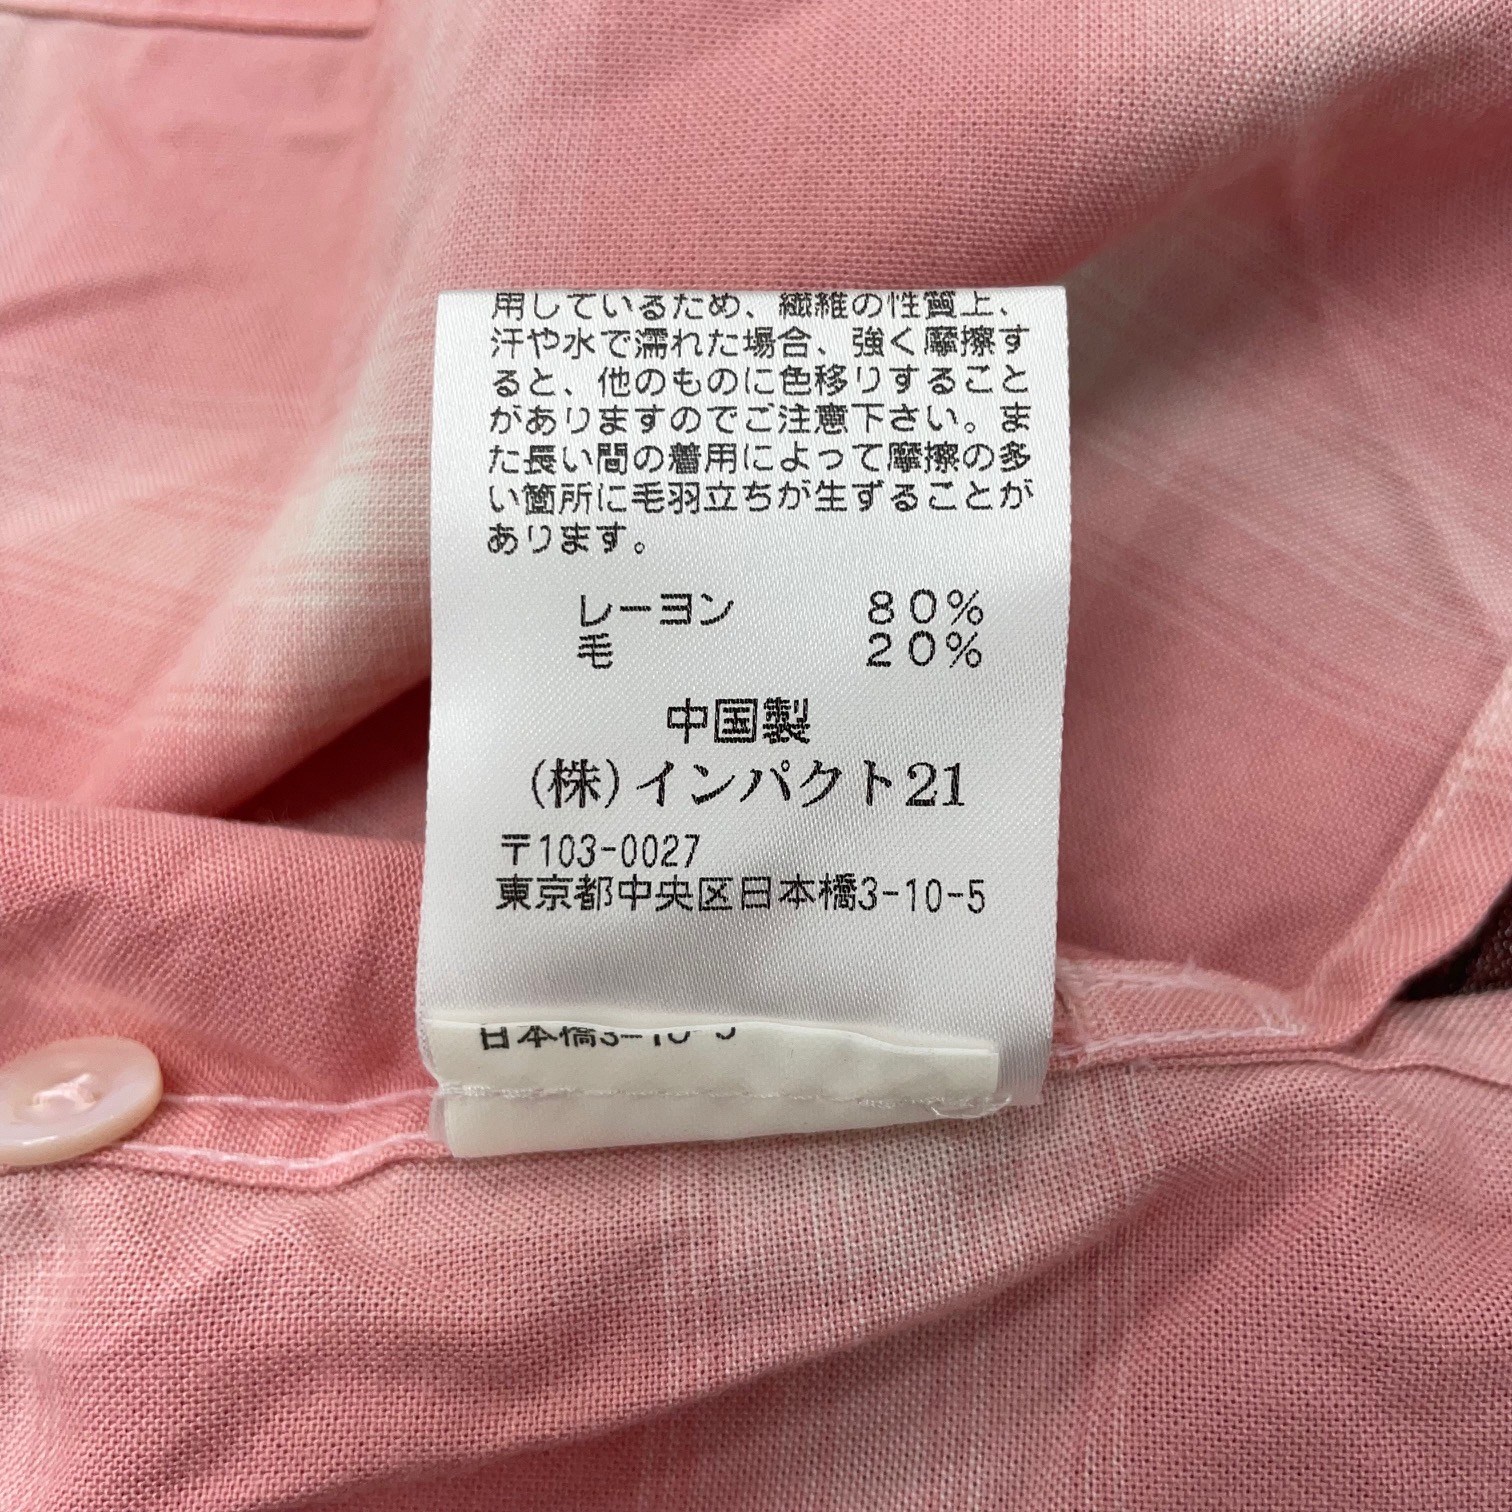 用しているため、繊維の性質上、
汗や水で濡れた場合、強く摩擦す
ると、他のものに色移りすること
がありますのでご注意下さい。ま
た長い間の着用によって摩擦の多
い箇所に毛羽立ちが生ずることが
あります。
レーヨン 80%
毛 20%
中国製
(株)インパクト21
〒103-0027
東京都中央区日本橋3-10-5
日本橋3-10-5